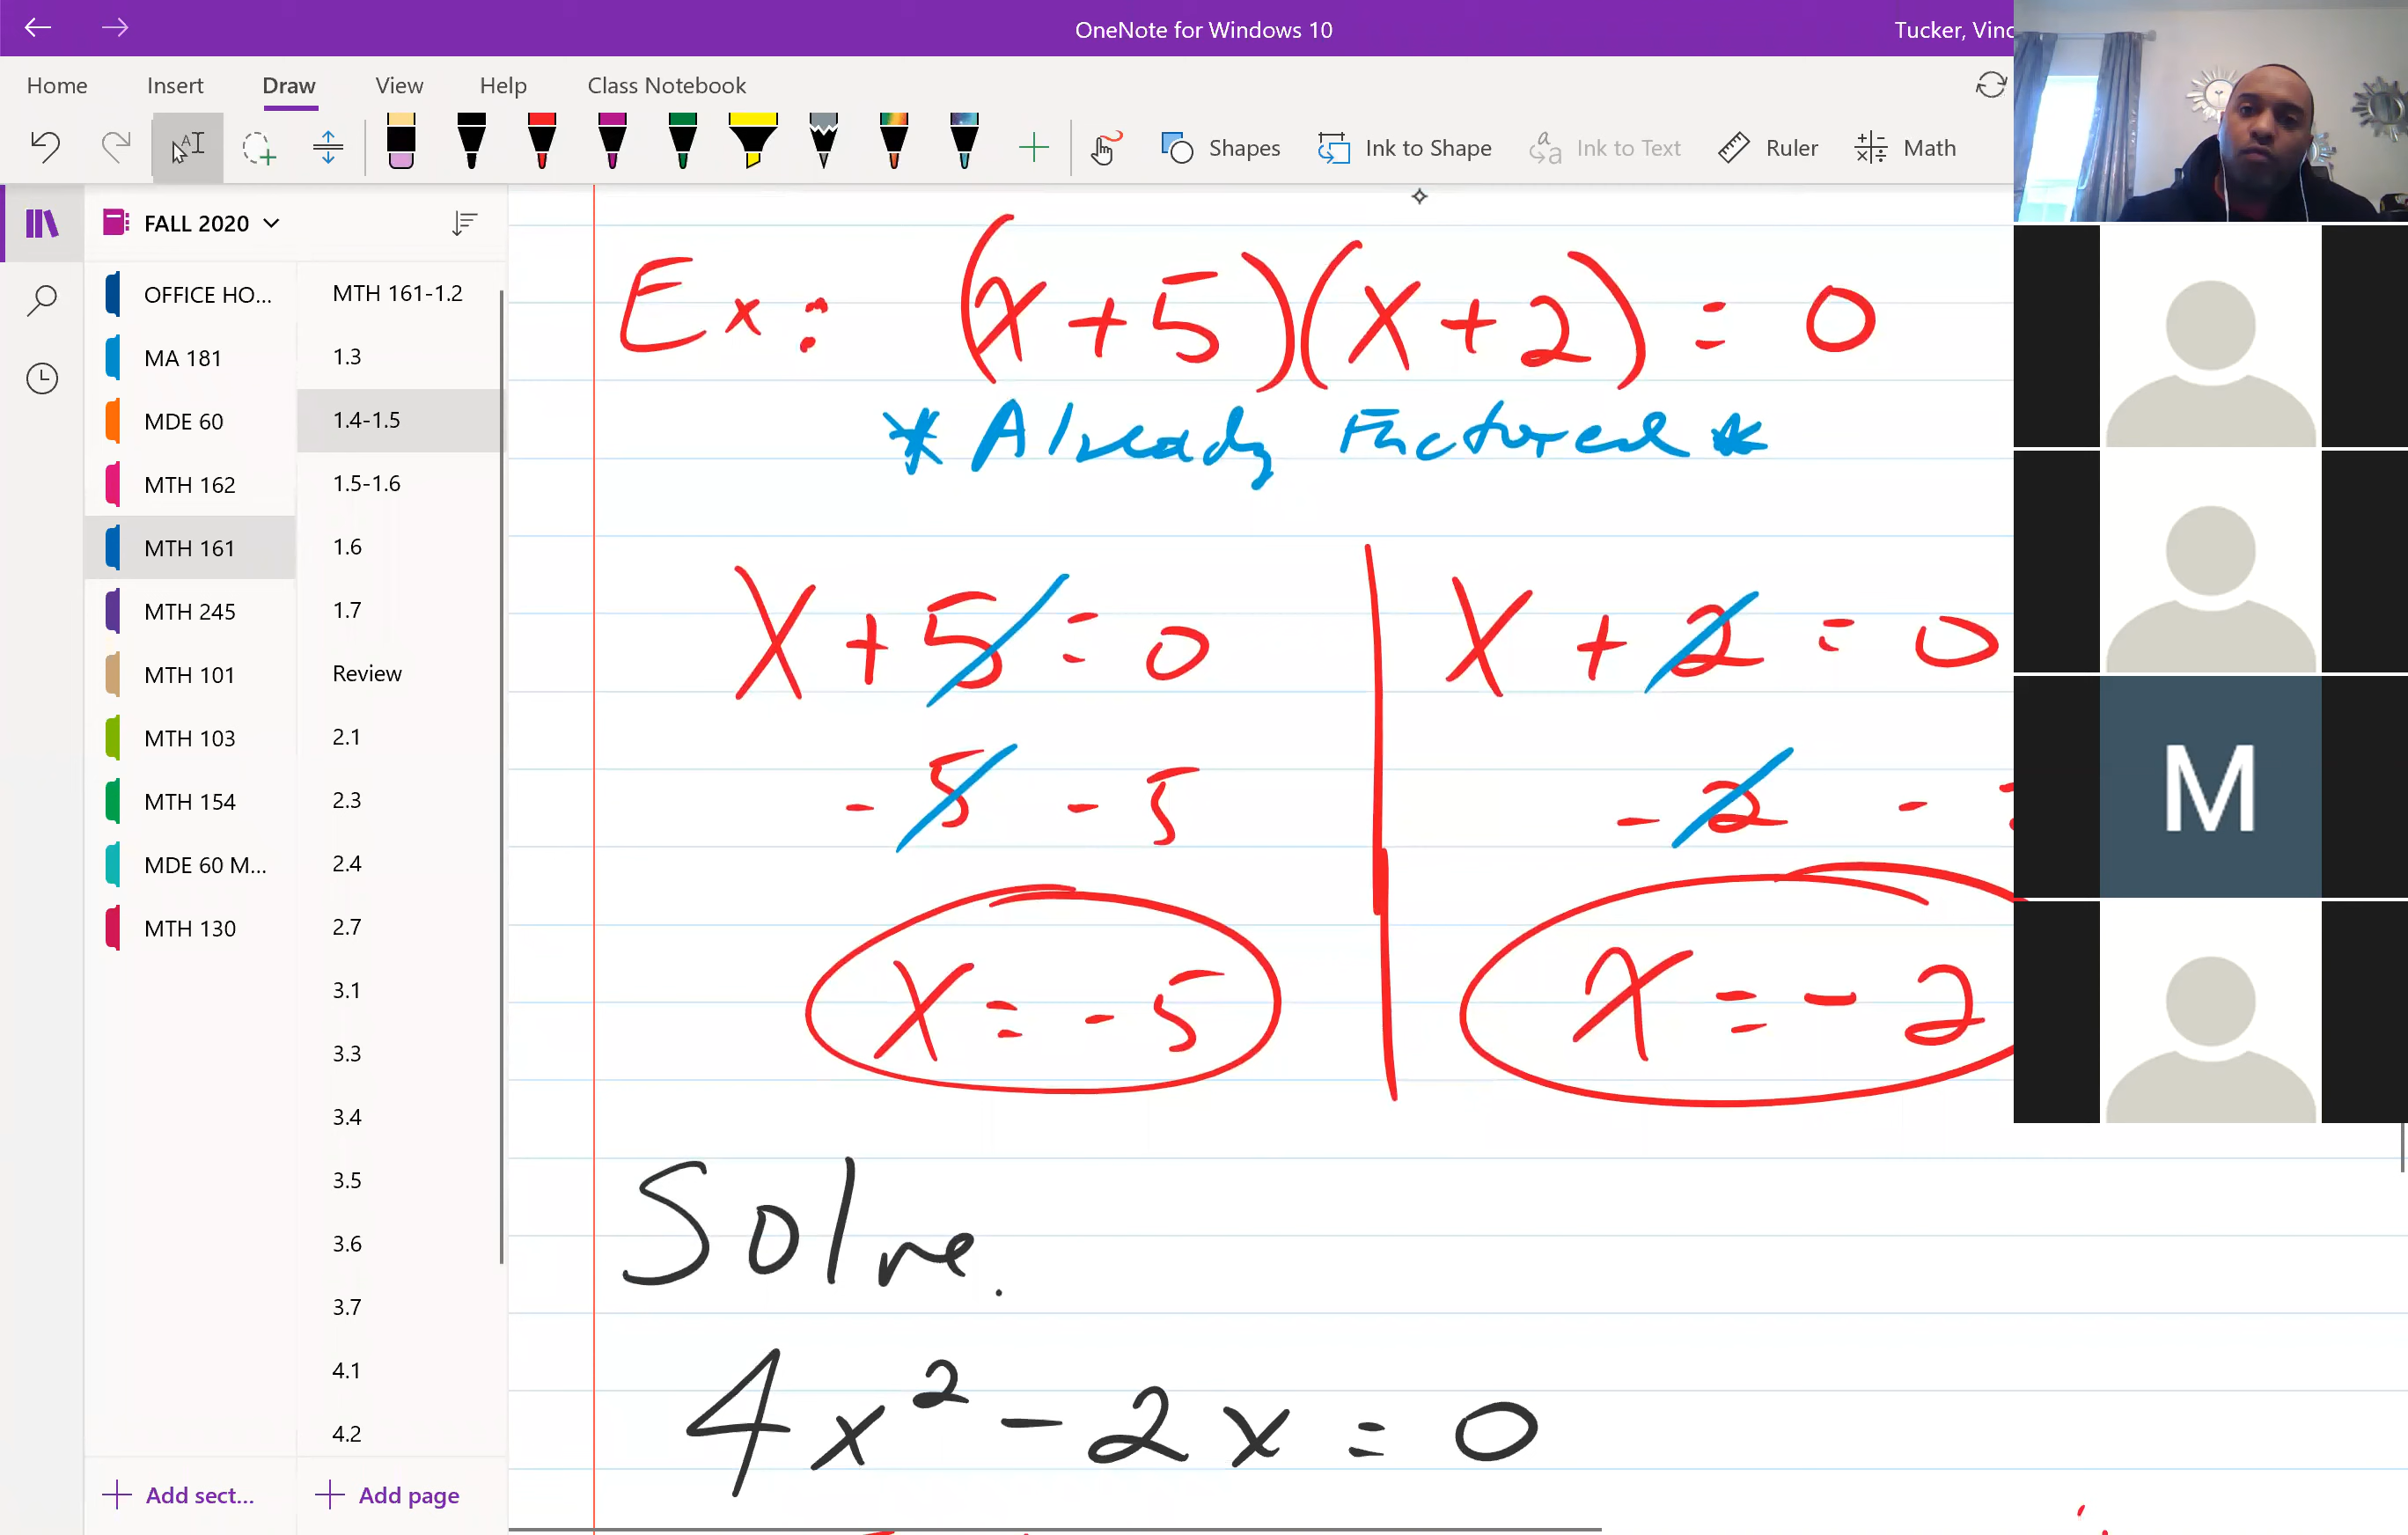 OneNote for Windows 10
Tucker, Vinc
Home Insert Draw View Help Class Notebook
Shapes Ink to Shape Ink to Text Ruler Math
FALL 2020
OFFICE HO...
MA 181
MDE 60
MTH 162
MTH 161
MTH 245
MTH 101
MTH 103
MTH 154
MDE 60 M...
MTH 130
Add sect...
MTH 161-1.2
1.3
1.4-1.5
1.5-1.6
1.6
1.7
Review
2.1
2.3
2.4
2.7
3.1
3.3
3.4
3.5
3.6
3.7
4.1
4.2
Add page
Ex: (x+5)(x+2) = 0
* Already Factored *
x + 5 = 0 x + 2 = 0
- 5 - 5 - 2 -
x = -5 x = -2
Solve.
4x² - 2x = 0
M